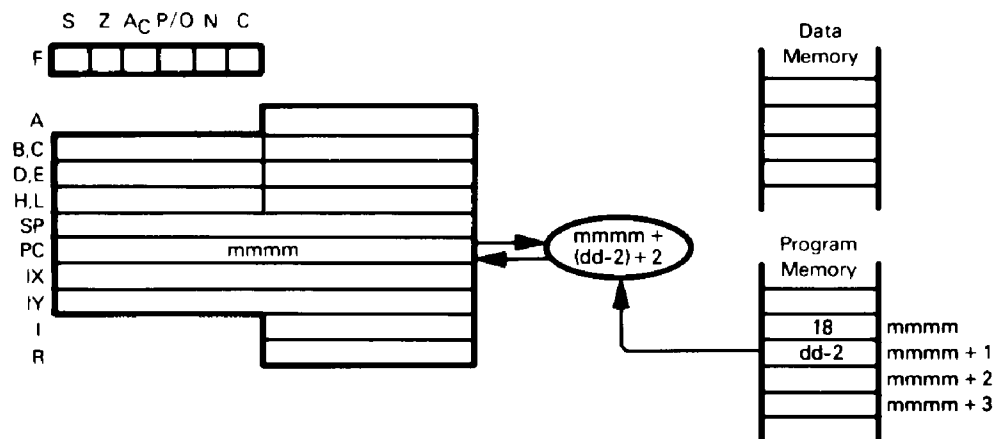 S Z AC P/O N C
F
A
B,C
D,E
H,L
SP
PC mmmm
IX
IY
I
R
mmmm +
(dd-2) + 2
Data
Memory
Program
Memory
18 mmmm
dd-2 mmmm + 1
mmmm + 2
mmmm + 3